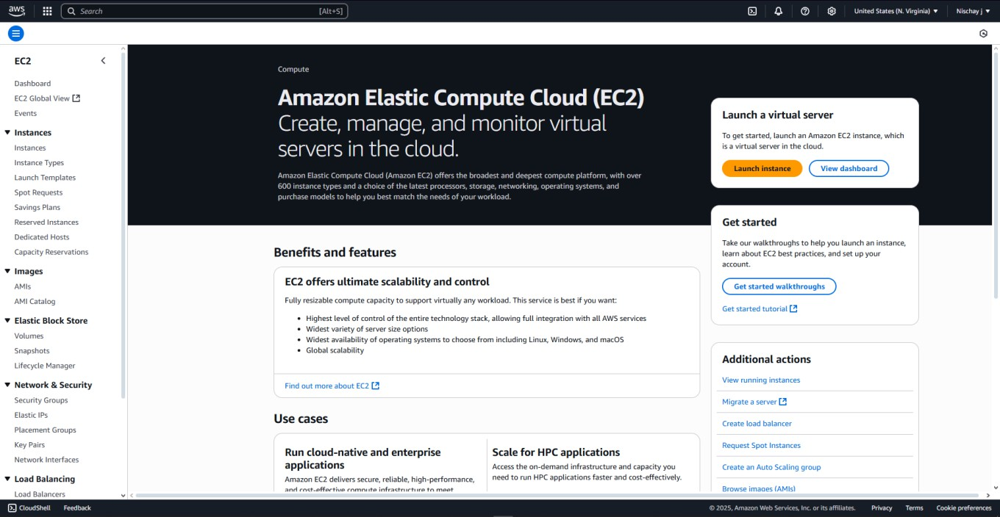 aws
Search [Alt+S]
United States (N. Virginia)
Nischay j
EC2
Dashboard
EC2 Global View
Events
Instances
Instances
Instance Types
Launch Templates
Spot Requests
Savings Plans
Reserved Instances
Dedicated Hosts
Capacity Reservations
Images
AMIs
AMI Catalog
Elastic Block Store
Volumes
Snapshots
Lifecycle Manager
Network & Security
Security Groups
Elastic IPs
Placement Groups
Key Pairs
Network Interfaces
Load Balancing
Load Balancers
Compute
Amazon Elastic Compute Cloud (EC2)
Create, manage, and monitor virtual
servers in the cloud.
Amazon Elastic Compute Cloud (Amazon EC2) offers the broadest and deepest compute platform, with over
600 instance types and a choice of the latest processors, storage, networking, operating systems, and
purchase models to help you best match the needs of your workload.
Benefits and features
EC2 offers ultimate scalability and control
Fully resizable compute capacity to support virtually any workload. This service is best if you want:
• Highest level of control of the entire technology stack, allowing full integration with all AWS services
• Widest variety of server size options
• Widest availability of operating systems to choose from including Linux, Windows, and macOS
• Global scalability
Find out more about EC2
Use cases
Run cloud-native and enterprise
applications
Amazon EC2 delivers secure, reliable, high-performance,
and cost-effective compute infrastructure to meet
Scale for HPC applications
Access the on-demand infrastructure and capacity you
need to run HPC applications faster and cost-effectively.
Launch a virtual server
To get started, launch an Amazon EC2 instance, which
is a virtual server in the cloud.
Launch instance
View dashboard
Get started
Take our walkthroughs to help you launch an instance,
learn about EC2 best practices, and set up your
account.
Get started walkthroughs
Get started tutorial
Additional actions
View running instances
Migrate a server
Create load balancer
Request Spot Instances
Create an Auto Scaling group
Browse images (AMIs)
CloudShell
Feedback
© 2025, Amazon Web Services, Inc. or its affiliates.
Privacy
Terms
Cookie preferences